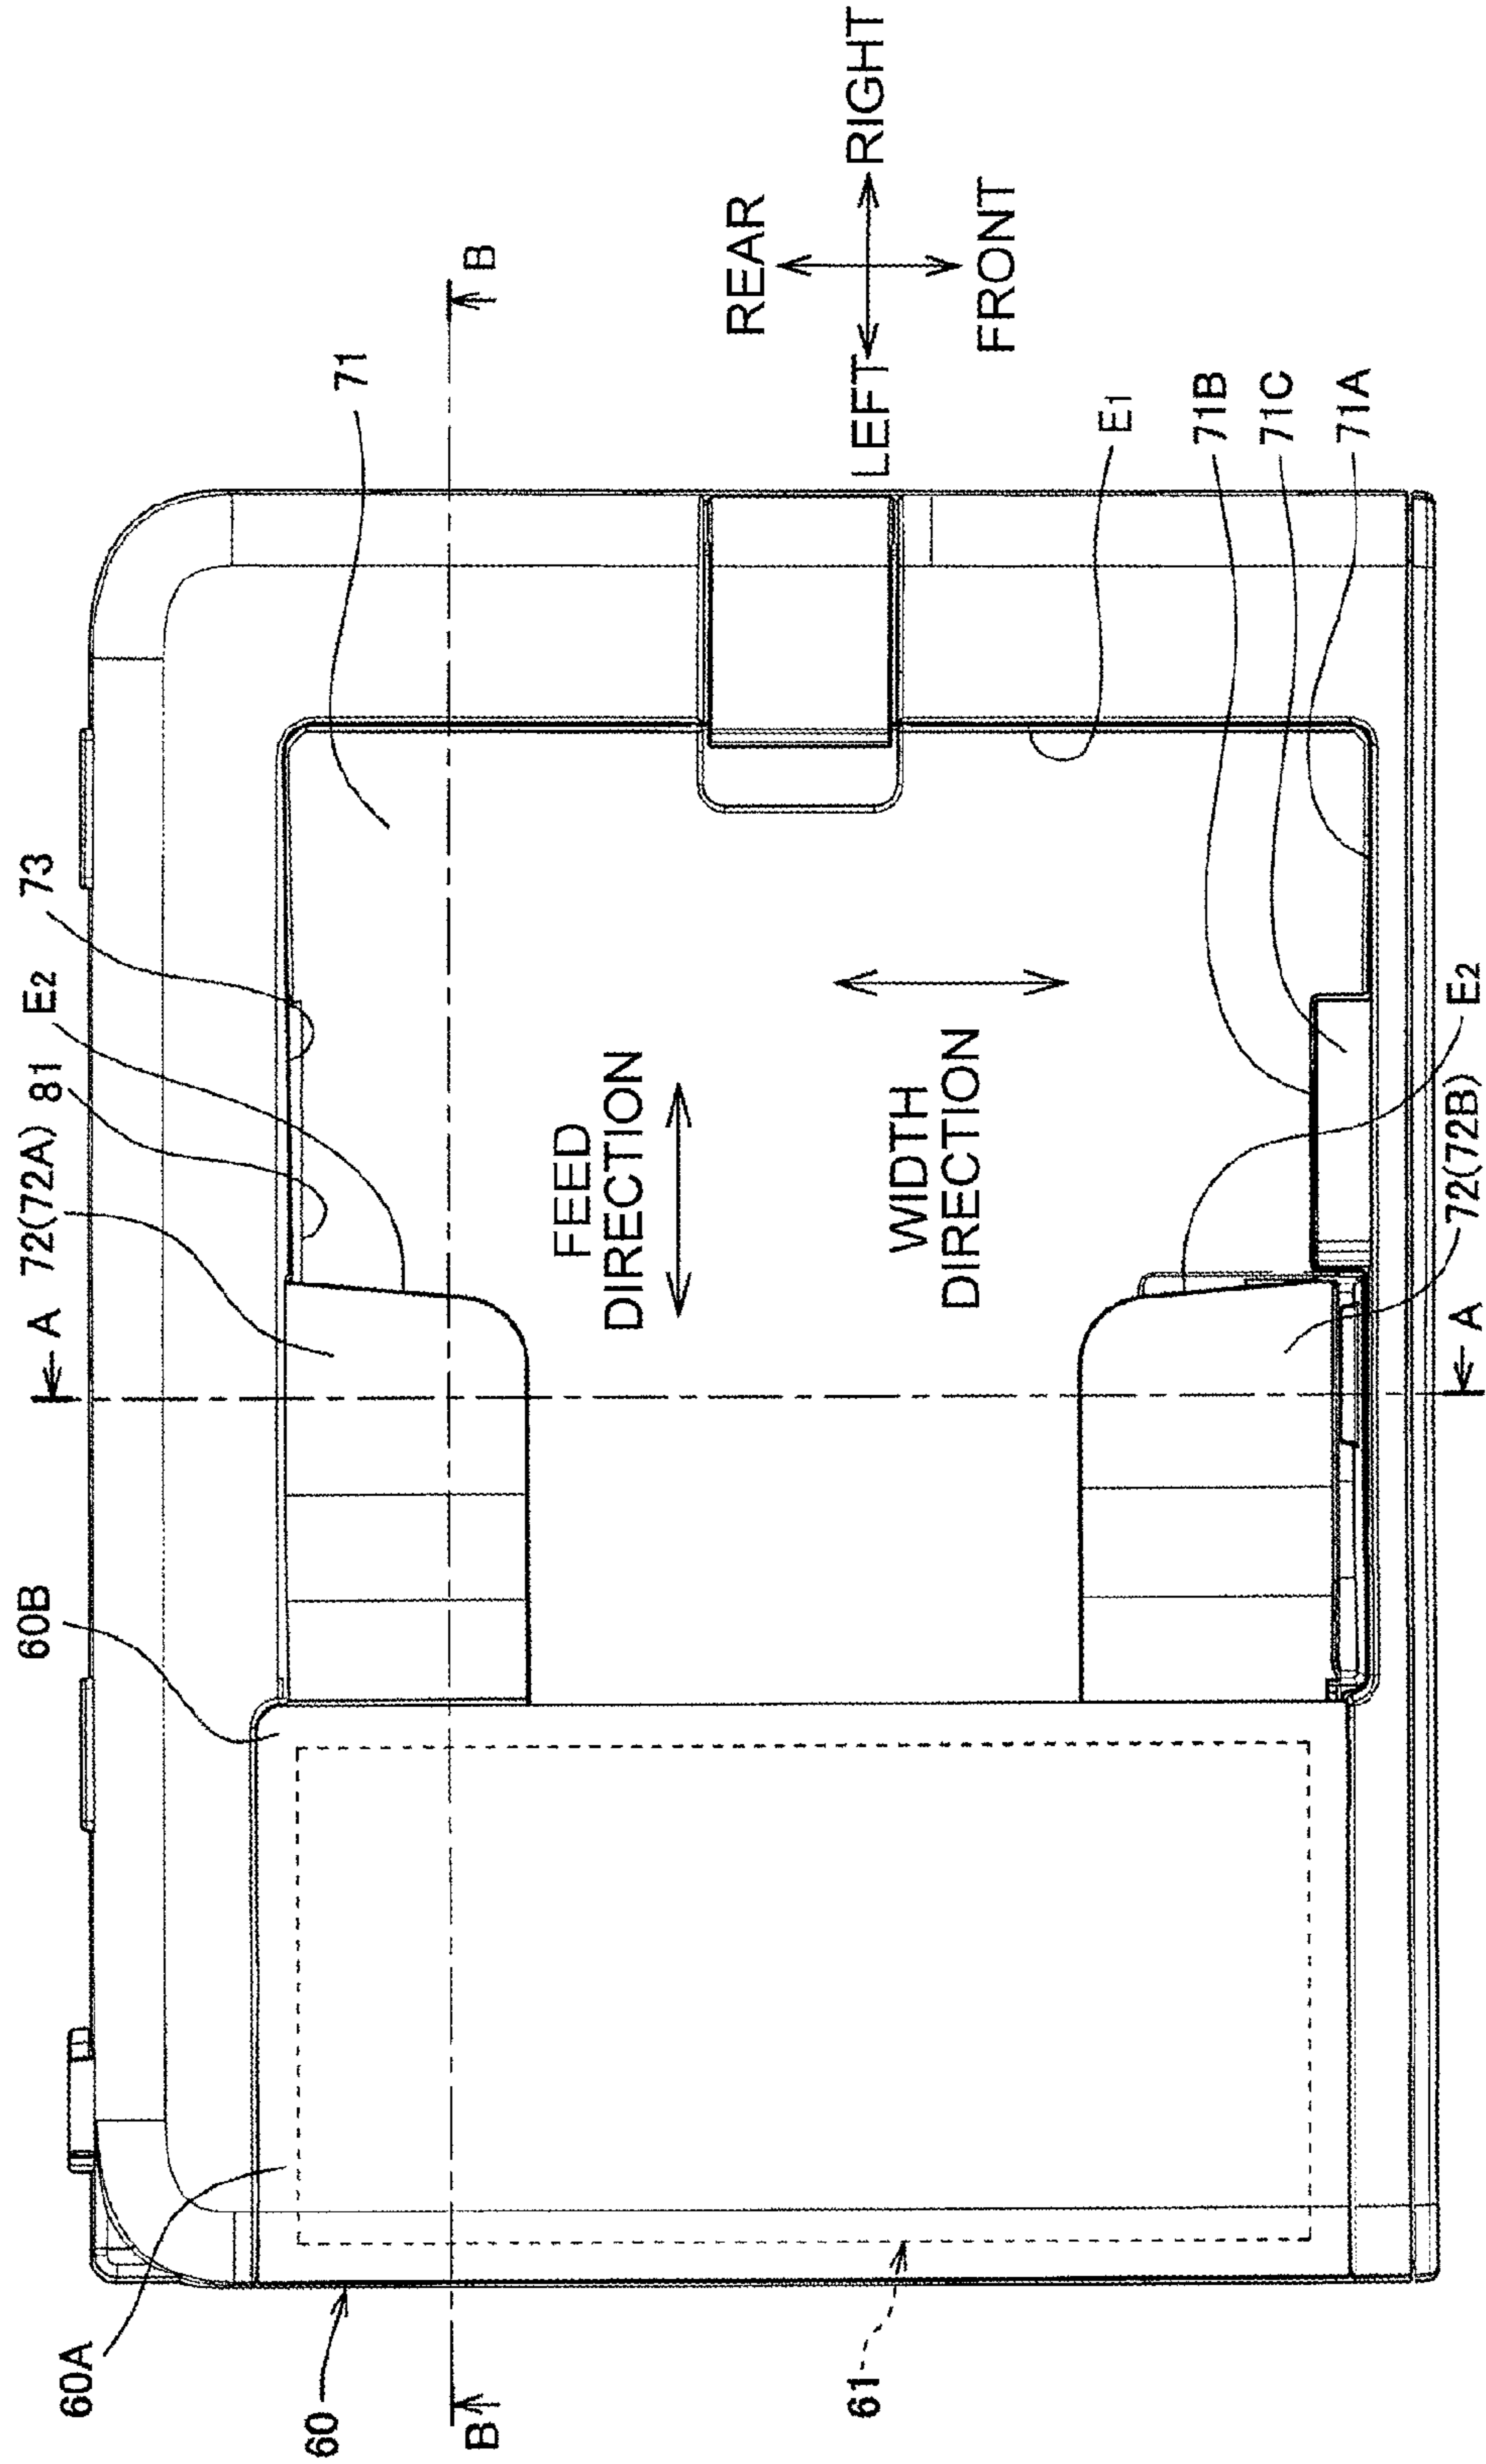 60A
60B
A
72(72A)
81
E2
73
60
71
B
B
FEED
DIRECTION
REAR
61
LEFT
RIGHT
WIDTH
DIRECTION
FRONT
E1
71B
71C
71A
A
72(72B)
E2